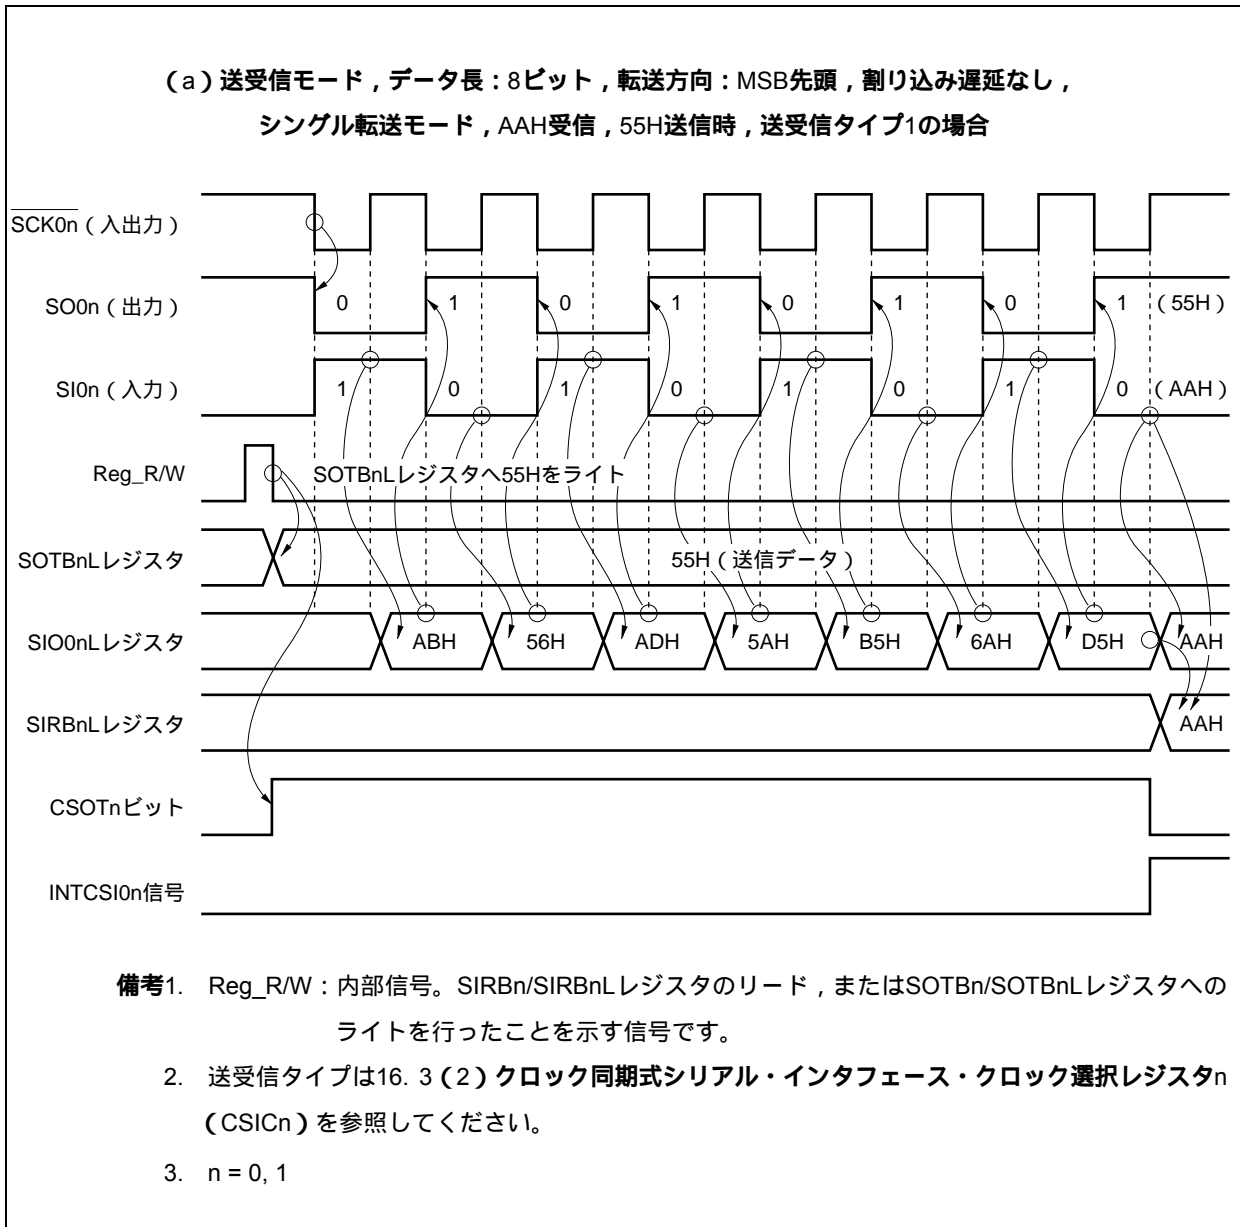 （a）送受信モード，データ長：8ビット，転送方向：MSB先頭，割り込み遅延なし，
シングル転送モード，AAH受信，55H送信時，送受信タイプ1の場合
SCK0n（入出力）
SO0n（出力） 0 1 0 1 0 1 0 1 （55H）
SI0n（入力） 1 0 1 0 1 0 1 0 （AAH）
Reg_R/W SOTBnLレジスタへ55Hをライト
SOTBnLレジスタ 55H（送信データ）
SIO0nLレジスタ ABH 56H ADH 5AH B5H 6AH D5H AAH
SIRBnLレジスタ AAH
CSOTnビット
INTCSI0n信号
備考1. Reg_R/W：内部信号。SIRBn/SIRBnLレジスタのリード，またはSOTBn/SOTBnLレジスタへの
ライトを行ったことを示す信号です。
2. 送受信タイプは16. 3（2）クロック同期式シリアル・インタフェース・クロック選択レジスタn
（CSICn）を参照してください。
3. n = 0, 1